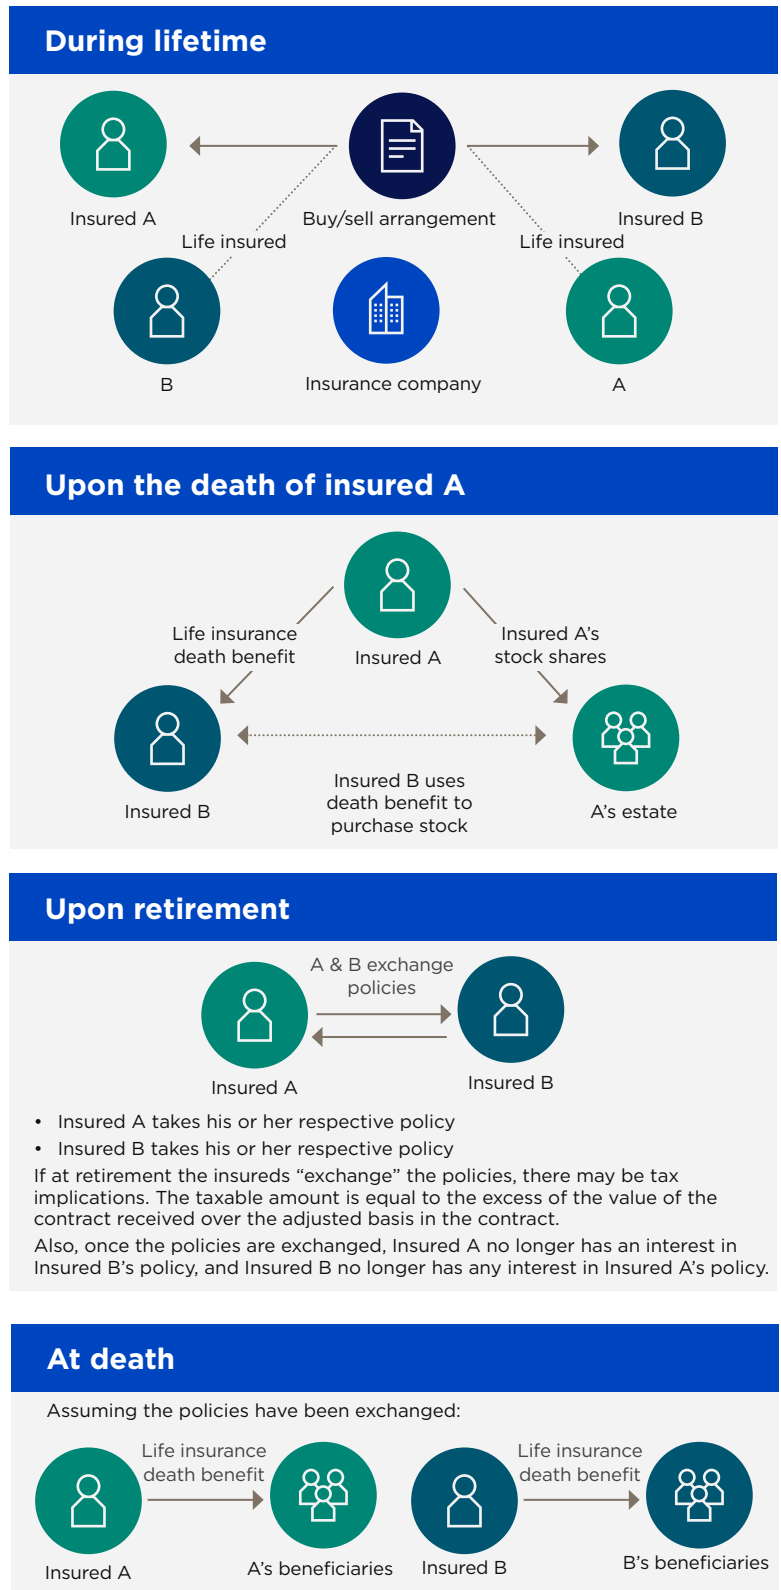 During lifetime
Insured A
Buy/sell arrangement
Insured B
Life insured
Life insured
B
Insurance company
A
Upon the death of insured A
Life insurance
death benefit
Insured A
Insured A’s
stock shares
Insured B
Insured B uses
death benefit to
purchase stock
A’s estate
Upon retirement
A & B exchange
policies
Insured A
Insured B
• Insured A takes his or her respective policy
• Insured B takes his or her respective policy
If at retirement the insureds “exchange” the policies, there may be tax
implications. The taxable amount is equal to the excess of the value of the
contract received over the adjusted basis in the contract.
Also, once the policies are exchanged, Insured A no longer has an interest in
Insured B’s policy, and Insured B no longer has any interest in Insured A’s policy.
At death
Assuming the policies have been exchanged:
Life insurance
death benefit
Insured A
A’s beneficiaries
Life insurance
death benefit
Insured B
B’s beneficiaries